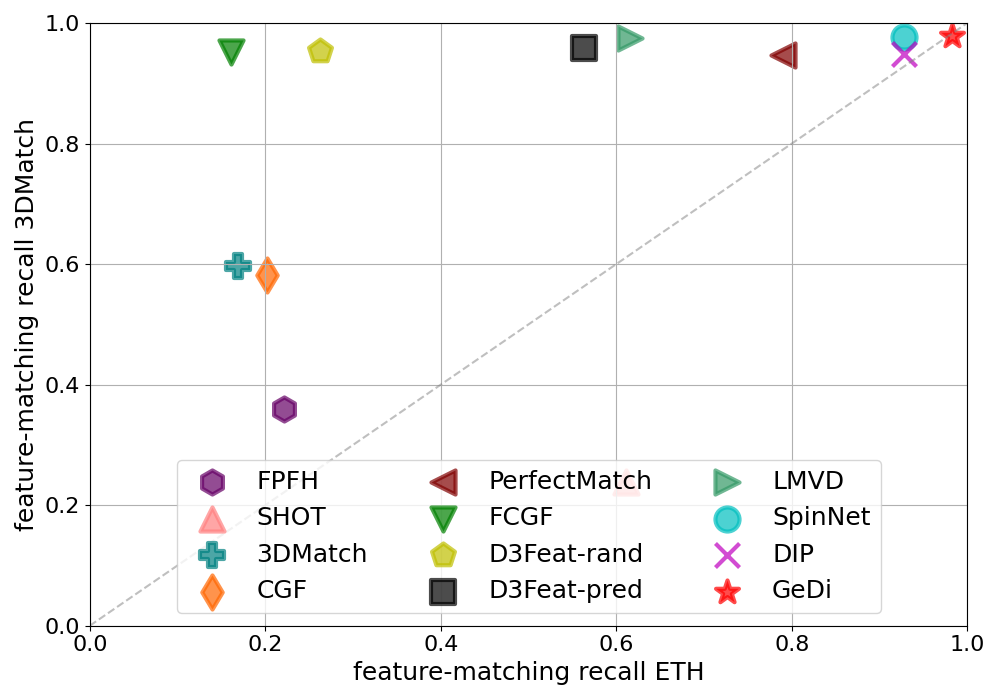 feature-matching recall 3DMatch
1.0
0.8
0.6
0.4
0.2
0.0
FPFH
SHOT
3DMatch
CGF
PerfectMatch
FCGF
D3Feat-rand
D3Feat-pred
LMVD
SpinNet
DIP
GeDi
0.0 0.2 0.4 0.6 0.8 1.0
feature-matching recall ETH